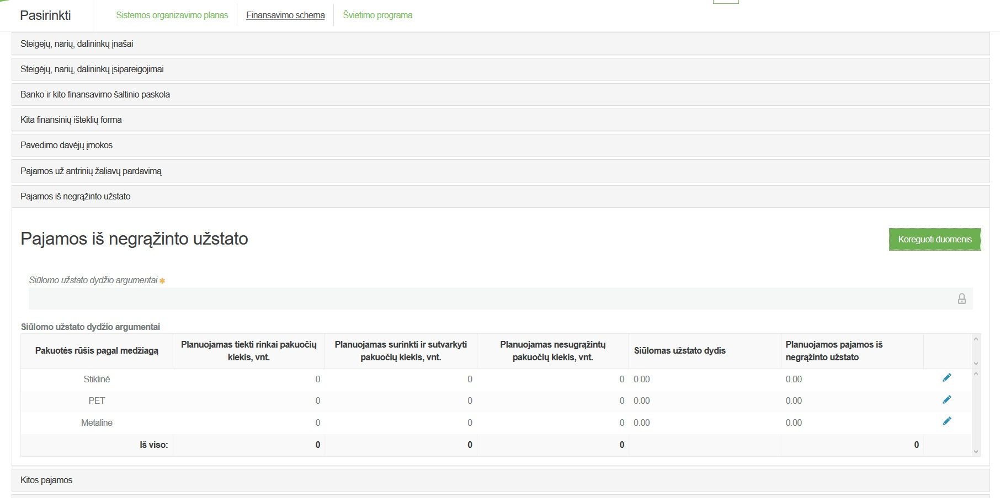 Pasirinkti
Sistemos organizavimo planas
Finansavimo schema
Švietimo programa
Steigėjų, narių, dalininkų įnašai
Steigėjų, narių, dalininkų įsipareigojimai
Banko ir kito finansavimo šaltinio paskola
Kita finansinių išteklių forma
Pavedimo davėjų įmokos
Pajamos už antrinių žaliavų pardavimą
Pajamos iš negrąžinto užstato
Pajamos iš negrąžinto užstato
Koreguoti duomenis
Siūlomo užstato dydžio argumentai ✱
Siūlomo užstato dydžio argumentai
Pakuotės rūšis pagal medžiagą
Planuojamas tiekti rinkai pakuočių
kiekis, vnt.
Planuojamas surinkti ir sutvarkyti
pakuočių kiekis, vnt.
Planuojamas nesugrąžintų
pakuočių kiekis, vnt.
Siūlomas užstato dydis
Planuojamos pajamos iš
negrąžinto užstato
Stiklinė 0 0 0 0.00 0.00
PET 0 0 0 0.00 0.00
Metalinė 0 0 0 0.00 0.00
Iš viso: 0 0 0 0
Kitos pajamos